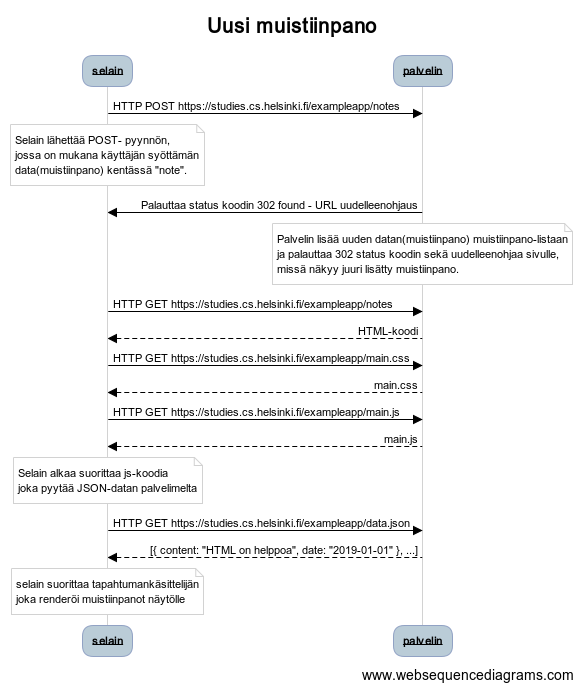 Uusi muistiinpano
selain
palvelin
HTTP POST https://studies.cs.helsinki.fi/exampleapp/notes
Selain lähettää POST- pyynnön,
jossa on mukana käyttäjän syöttämän
data(muistiinpano) kentässä "note".
Palauttaa status koodin 302 found - URL uudelleenohjaus
Palvelin lisää uuden datan(muistiinpano) muistiinpano-listaan
ja palauttaa 302 status koodin sekä uudelleenohjaa sivulle,
missä näkyy juuri lisätty muistiinpano.
HTTP GET https://studies.cs.helsinki.fi/exampleapp/notes
HTML-koodi
HTTP GET https://studies.cs.helsinki.fi/exampleapp/main.css
main.css
HTTP GET https://studies.cs.helsinki.fi/exampleapp/main.js
main.js
Selain alkaa suorittaa js-koodia
joka pyytää JSON-datan palvelimelta
HTTP GET https://studies.cs.helsinki.fi/exampleapp/data.json
[{ content: "HTML on helppoa", date: "2019-01-01" }, ...]
selain suorittaa tapahtumankäsittelijän
joka renderöi muistiinpanot näytölle
selain
palvelin
www.websequencediagrams.com